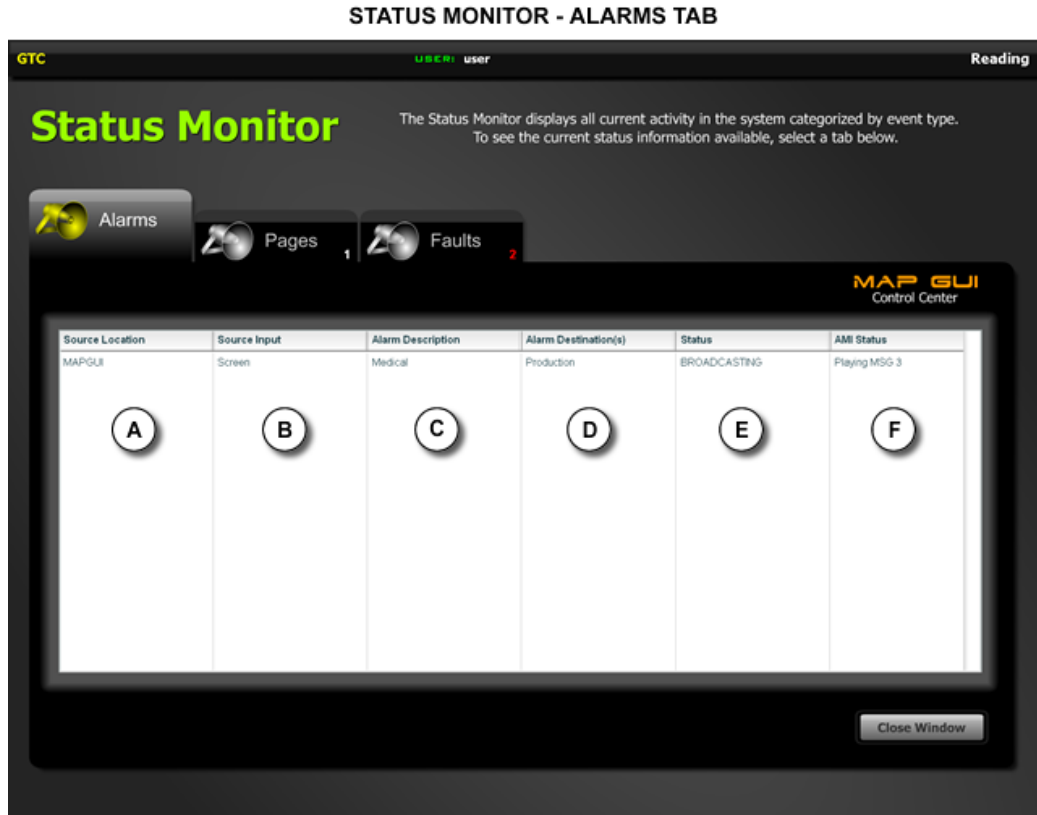 STATUS MONITOR - ALARMS TAB
GTC USER: user Reading
Status Monitor
The Status Monitor displays all current activity in the system categorized by event type.
To see the current status information available, select a tab below.
Alarms Pages 1 Faults 2
MAP GUI
Control Center
Source Location Source Input Alarm Description Alarm Destination(s) Status AMI Status
MAPGUI Screen Medical Production BROADCASTING Playing MSG 3
A B C D E F
Close Window